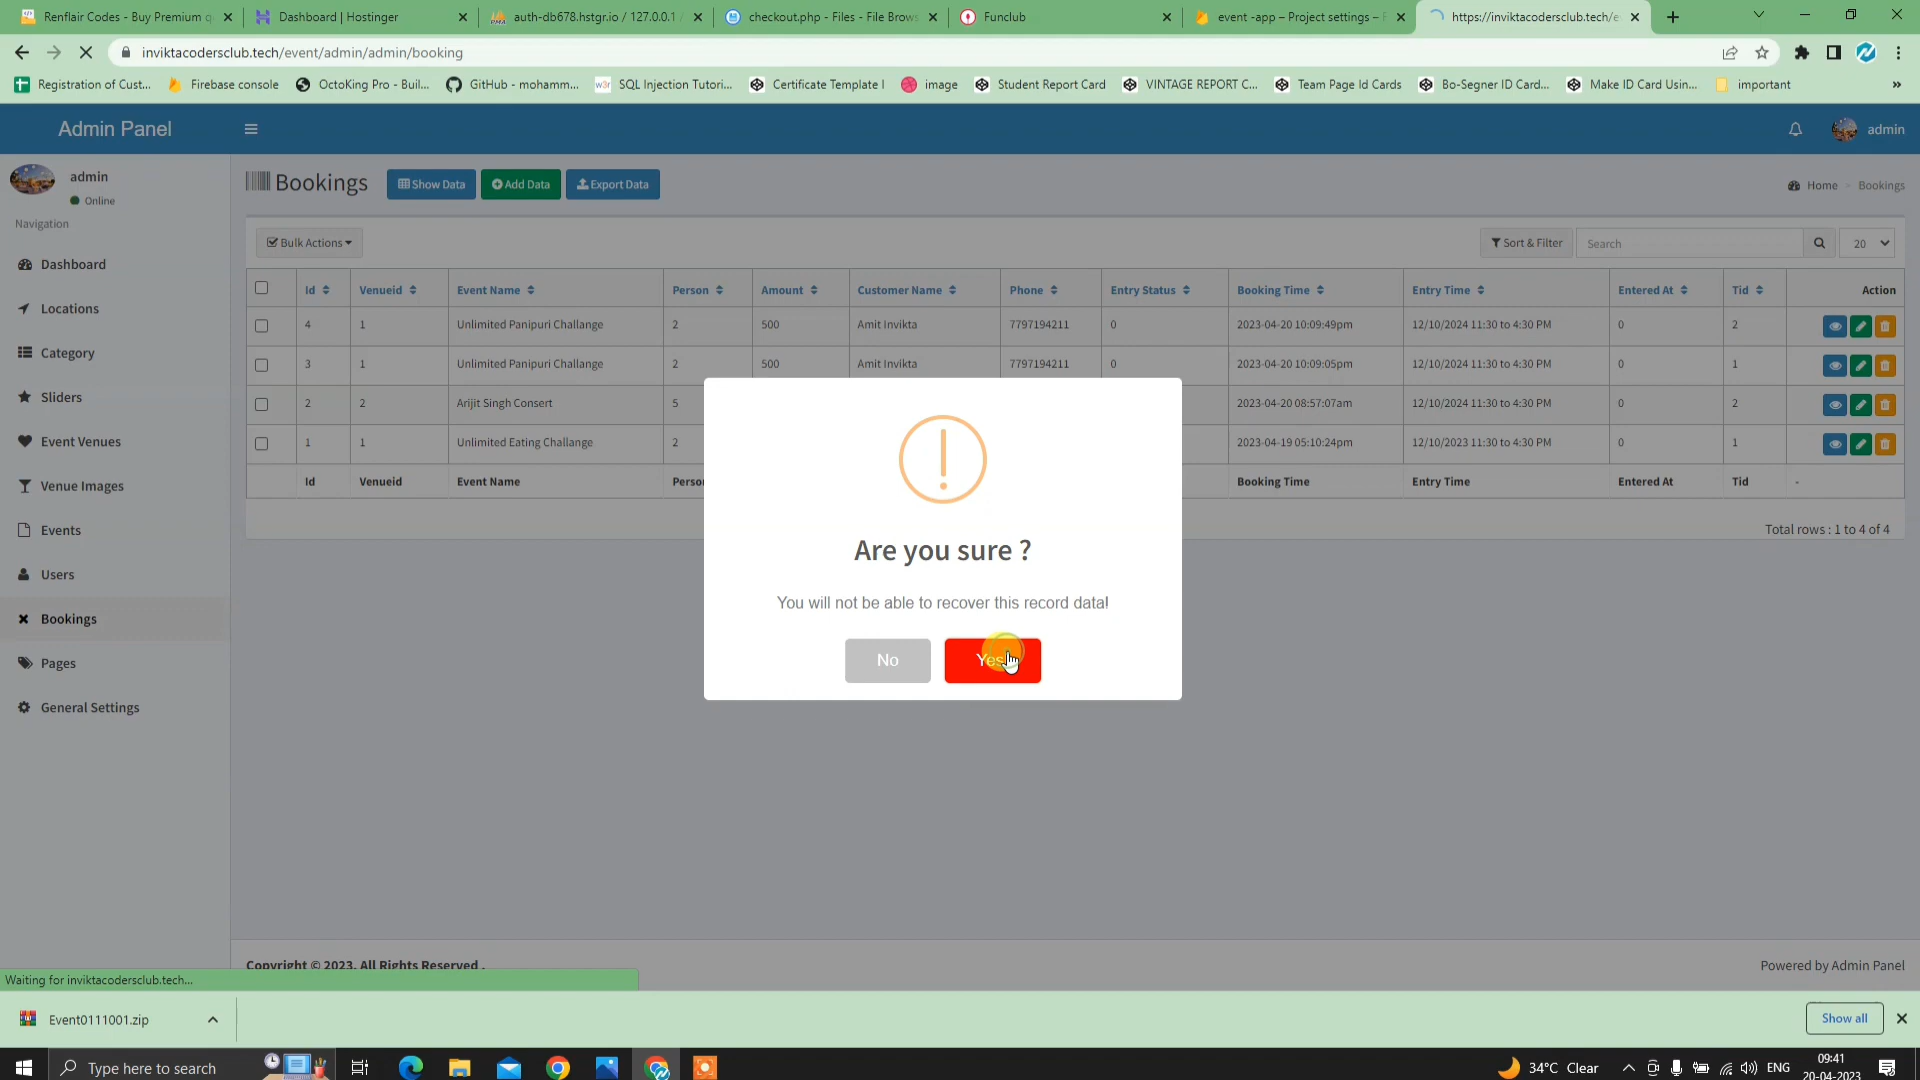 Renflair Codes - Buy Premium q
Dashboard | Hostinger
auth-db678.hstgr.io / 127.0.0.1 /
checkout.php - Files - File Brows
Funclub
event -app – Project settings – F
https://inviktacodersclub.tech/e
inviktacodersclub.tech/event/admin/admin/booking
Registration of Cust...
Firebase console
OctoKing Pro - Buil...
GitHub - mohamm...
w3r
SQL Injection Tutori...
Certificate Template I
image
Student Report Card
VINTAGE REPORT C...
Team Page Id Cards
Bo-Segner ID Card...
Make ID Card Usin...
important
»
Admin Panel
admin
admin
Online
Navigation
Dashboard
Locations
Category
Sliders
Event Venues
Venue Images
Events
Users
Bookings
Pages
General Settings
Bookings
Show Data
Add Data
Export Data
Home
Bookings
Bulk Actions
Sort & Filter
Search
20
Id Venueid Event Name Person Amount Customer Name Phone Entry Status Booking Time Entry Time Entered At Tid Action
4 1 Unlimited Panipuri Challange 2 500 Amit Invikta 7797194211 0 2023-04-20 10:09:49pm 12/10/2024 11:30 to 4:30 PM 0 2
3 1 Unlimited Panipuri Challange 2 500 Amit Invikta 7797194211 0 2023-04-20 10:09:05pm 12/10/2024 11:30 to 4:30 PM 0 1
2 2 Arijit Singh Consert 5 2023-04-20 08:57:07am 12/10/2024 11:30 to 4:30 PM 0 2
1 1 Unlimited Eating Challange 2 2023-04-19 05:10:24pm 12/10/2023 11:30 to 4:30 PM 0 1
Id Venueid Event Name Perso Booking Time Entry Time Entered At Tid -
Total rows : 1 to 4 of 4
Are you sure ?
You will not be able to recover this record data!
No
Yes
Copyright © 2023. All Rights Reserved .
Powered by Admin Panel
Waiting for inviktacodersclub.tech...
Event0111001.zip
Show all
Type here to search
34°C Clear
ENG
09:41
20-04-2023